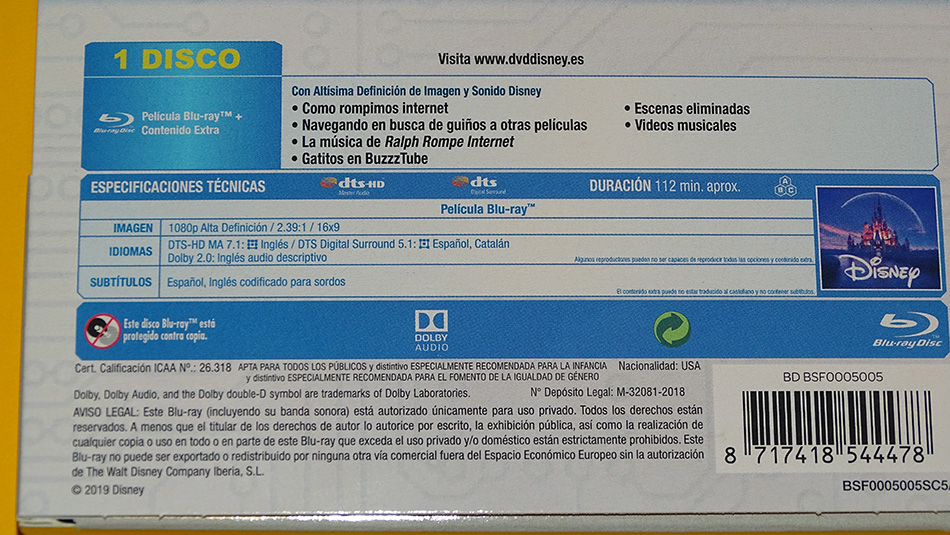 1 DISCO
Visita www.dvddisney.es
Blu-ray Disc
Película Blu-ray™ +
Contenido Extra
Con Altísima Definición de Imagen y Sonido Disney
• Como rompimos internet
• Navegando en busca de guiños a otras películas
• La música de Ralph Rompe Internet
• Gatitos en BuzzzTube
• Escenas eliminadas
• Videos musicales
ESPECIFICACIONES TÉCNICAS
dts-HD
Master Audio
dts
Digital Surround
DURACIÓN 112 min. aprox.
A
B C
Película Blu-ray™
IMAGEN 1080p Alta Definición / 2.39:1 / 16x9
IDIOMAS
DTS-HD MA 7.1: Inglés / DTS Digital Surround 5.1: Español, Catalán
Dolby 2.0: Inglés audio descriptivo
Algunos reproductores pueden no ser capaces de reproducir todas las opciones y contenido extra.
SUBTÍTULOS Español, Inglés codificado para sordos
El contenido extra puede no estar traducido al castellano y no contener subtítulos.
Disney
Este disco Blu-ray™ está
protegido contra copia.
DOLBY
AUDIO
Blu-ray Disc
Cert. Calificación ICAA Nº.: 26.318 APTA PARA TODOS LOS PÚBLICOS y distintivo ESPECIALMENTE RECOMENDADA PARA LA INFANCIA
y distintivo ESPECIALMENTE RECOMENDADA PARA EL FOMENTO DE LA IGUALDAD DE GÉNERO
Nacionalidad: USA
Dolby, Dolby Audio, and the Dolby double-D symbol are trademarks of Dolby Laboratories.
Nº Depósito Legal: M-32081-2018
AVISO LEGAL: Este Blu-ray (incluyendo su banda sonora) está autorizado únicamente para uso privado. Todos los derechos están
reservados. A menos que el titular de los derechos de autor lo autorice por escrito, la exhibición pública, así como la realización de
cualquier copia o uso en todo o en parte de este Blu-ray que exceda el uso privado y/o doméstico están estrictamente prohibidos. Este
Blu-ray no puede ser exportado o redistribuido por ninguna otra vía comercial fuera del Espacio Económico Europeo sin la autorización
de The Walt Disney Company Iberia, S.L.
© 2019 Disney
BD BSF0005005
8 717418 544478
BSF0005005SC5